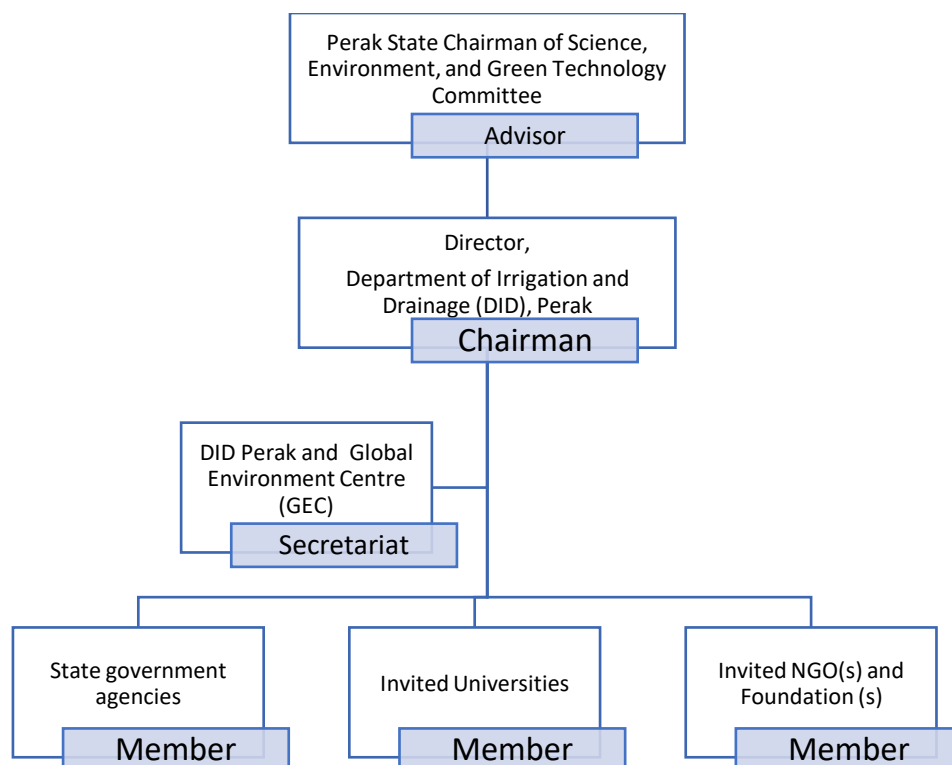 Perak State Chairman of Science,
Environment, and Green Technology
Committee
Advisor
Director,
Department of Irrigation and
Drainage (DID), Perak
Chairman
DID Perak and Global
Environment Centre
(GEC)
Secretariat
State government
agencies
Member
Invited Universities
Member
Invited NGO(s) and
Foundation (s)
Member